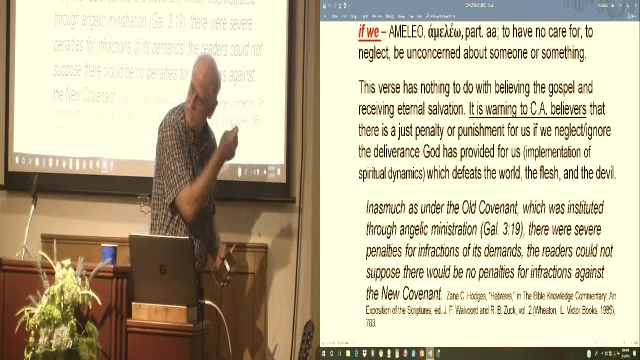 through angelic ministration (Gal. 3:19), there were severe
penalties for infractions of its demands, the readers could not
suppose there would be no penalties for
the New Covenant.
if we – AMELEO, ἀμελέω, part. aa; to have no care for, to
neglect, be unconcerned about someone or something.
This verse has nothing to do with believing the gospel and
receiving eternal salvation. It is warning to C.A. believers that
there is a just penalty or punishment for us if we neglect/ignore
the deliverance God has provided for us (implementation of
spiritual dynamics) which defeats the world, the flesh, and the devil.
Inasmuch as under the Old Covenant, which was instituted
through angelic ministration (Gal. 3:19), there were severe
penalties for infractions of its demands, the readers could not
suppose there would be no penalties for infractions against
the New Covenant. Zane C. Hodges, "Hebrews," in The Bible Knowledge Commentary: An
Exposition of the Scriptures, ed. J. F. Walvoord and R. B. Zuck, vol. 2 (Wheaton, IL: Victor Books, 1985),
783.